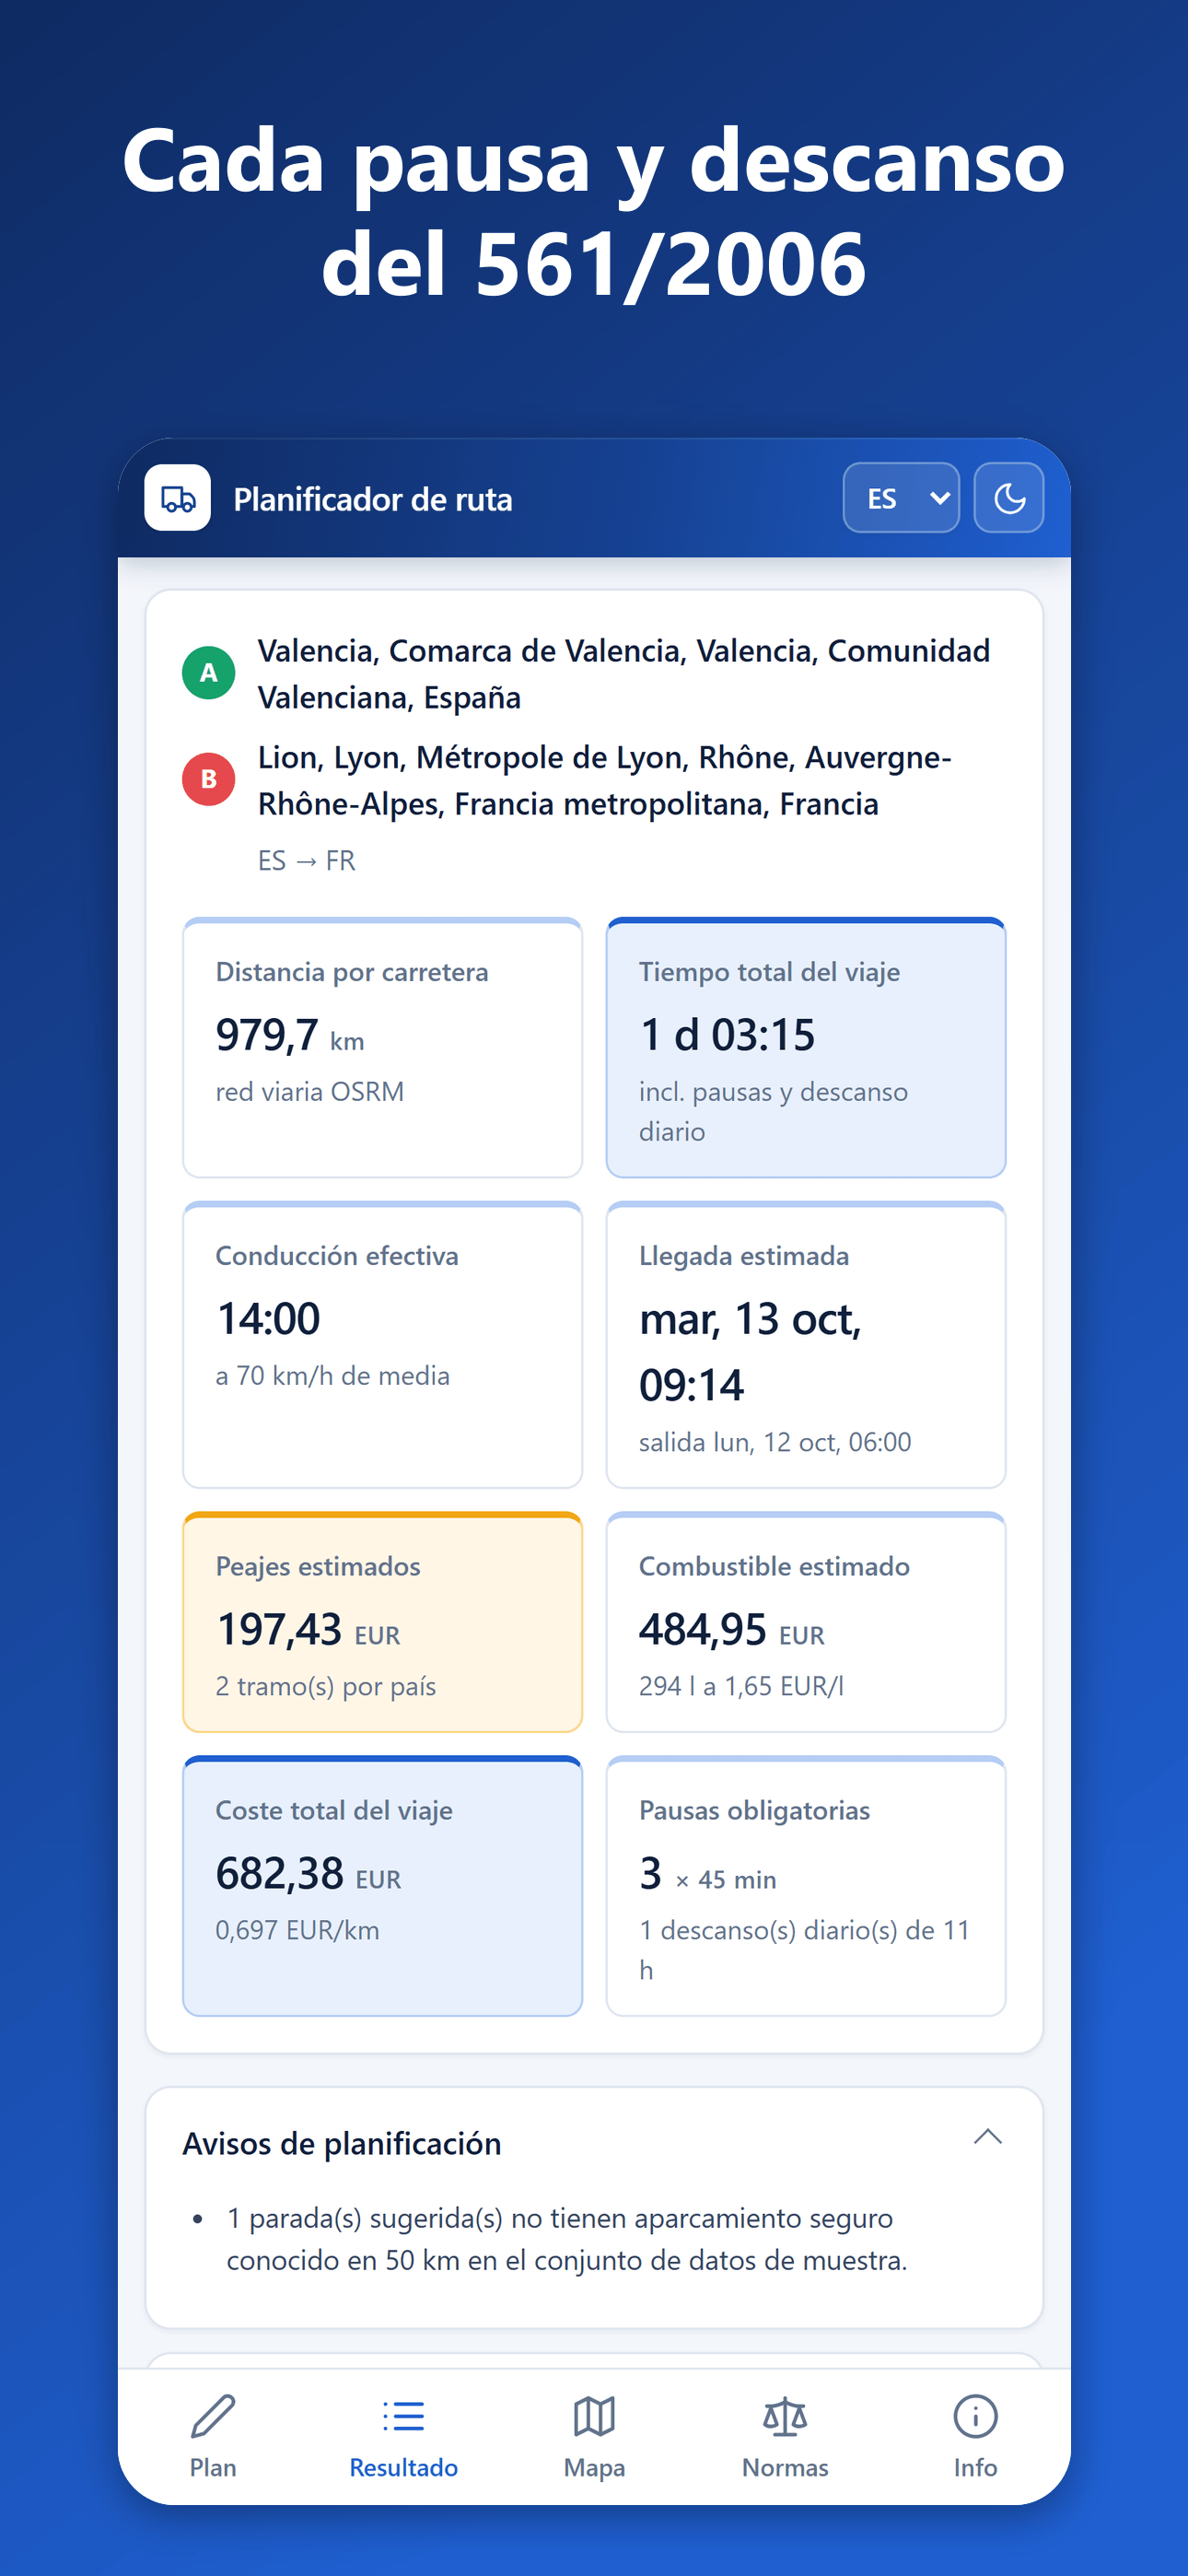 Cada pausa y descanso
del 561/2006
Planificador de ruta
ES
A
Valencia, Comarca de Valencia, Valencia, Comunidad
Valenciana, España
B
Lion, Lyon, Métropole de Lyon, Rhône, Auvergne-
Rhône-Alpes, Francia metropolitana, Francia
ES → FR
Distancia por carretera
979,7 km
red viaria OSRM
Tiempo total del viaje
1 d 03:15
incl. pausas y descanso
diario
Conducción efectiva
14:00
a 70 km/h de media
Llegada estimada
mar, 13 oct,
09:14
salida lun, 12 oct, 06:00
Peajes estimados
197,43 EUR
2 tramo(s) por país
Combustible estimado
484,95 EUR
294 l a 1,65 EUR/l
Coste total del viaje
682,38 EUR
0,697 EUR/km
Pausas obligatorias
3 × 45 min
1 descanso(s) diario(s) de 11
h
Avisos de planificación
• 1 parada(s) sugerida(s) no tienen aparcamiento seguro
conocido en 50 km en el conjunto de datos de muestra.
Plan
Resultado
Mapa
Normas
Info